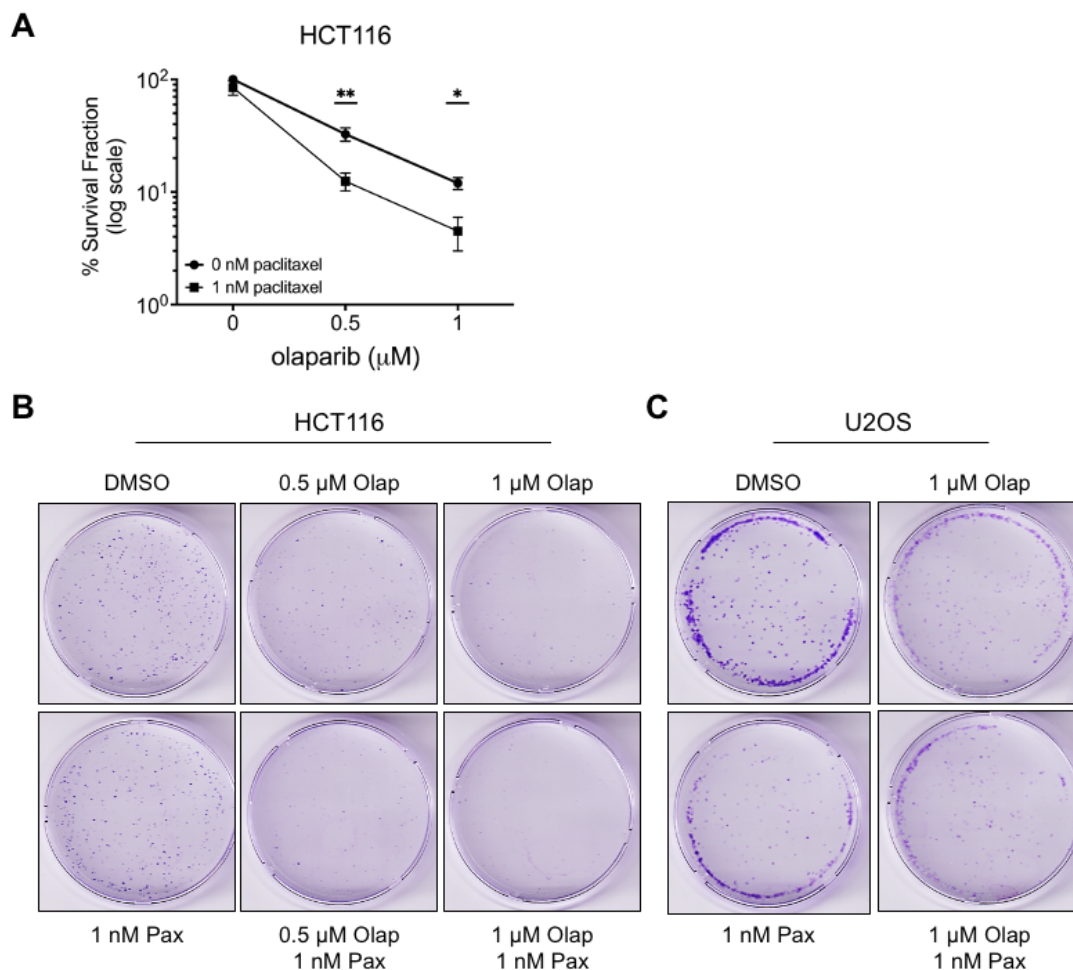 A
HCT116
% Survival Fraction
(log scale)
10²
10¹
10⁰
**
*
0 nM paclitaxel
1 nM paclitaxel
0 0.5 1
olaparib (μM)
B
HCT116
DMSO 0.5 μM Olap 1 μM Olap
1 nM Pax 0.5 μM Olap 1 μM Olap
1 nM Pax 1 nM Pax
C
U2OS
DMSO 1 μM Olap
1 nM Pax 1 μM Olap
1 nM Pax